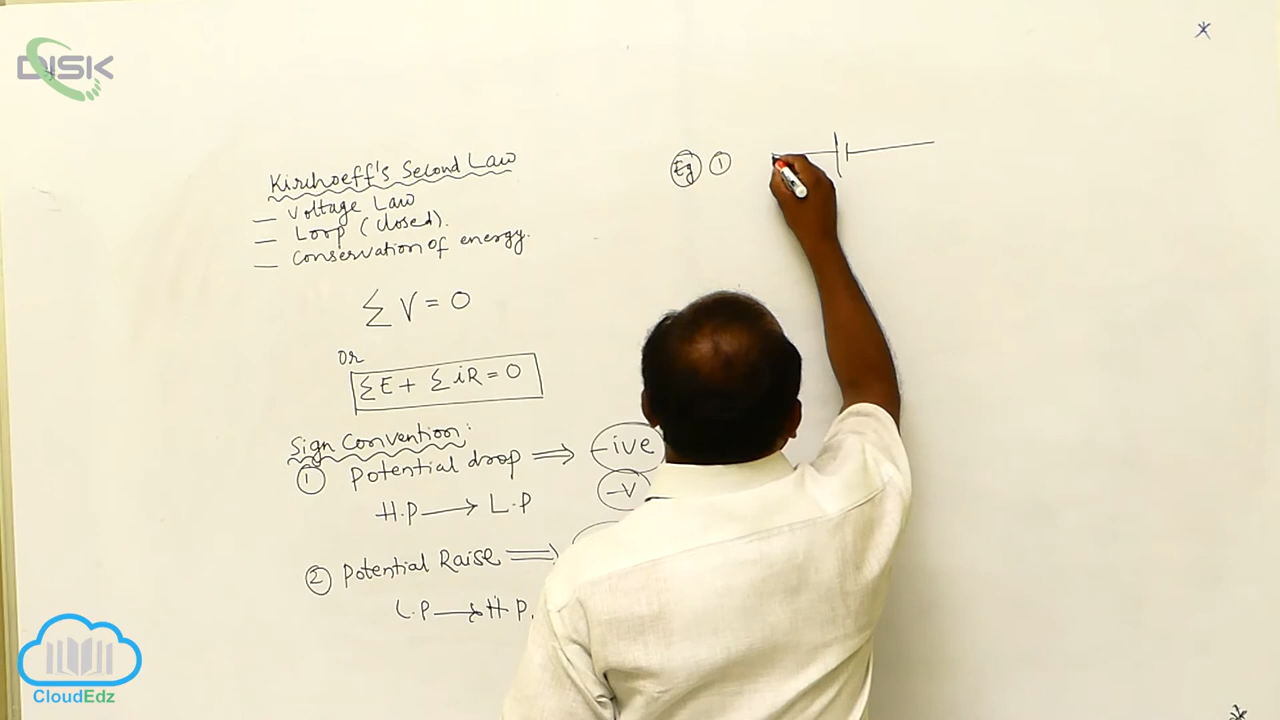 DISK
Kirchoeff's Second Law
— Voltage Law
— Loop (closed).
— Conservation of energy.
∑ V = 0
or
∑E + ∑ iR = 0
Sign Convention:
① Potential drop ⟹ -ive
H.P ⟶ L.P -V
② Potential Raise ⟹
L.P ⟶ H.P.
Eg ①
CloudEdz